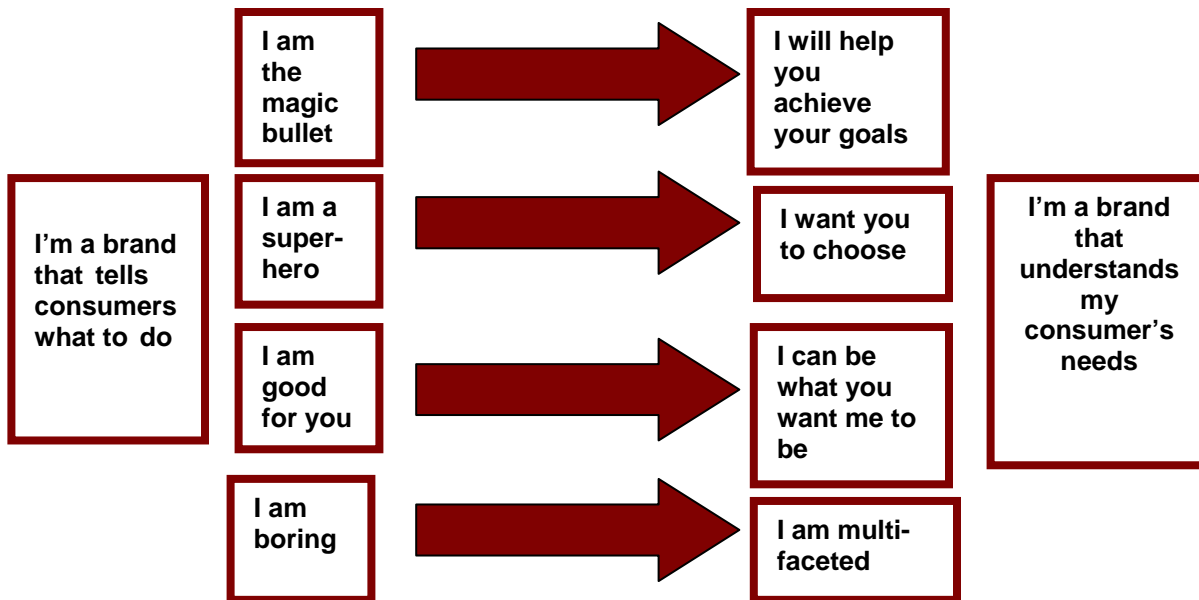 I'm a brand
that tells
consumers
what to do
I am
the
magic
bullet
I will help
you
achieve
your goals
I am a
super-
hero
I want you
to choose
I am
good
for you
I can be
what you
want me to
be
I am
boring
I am multi-
faceted
I'm a brand
that
understands
my
consumer's
needs